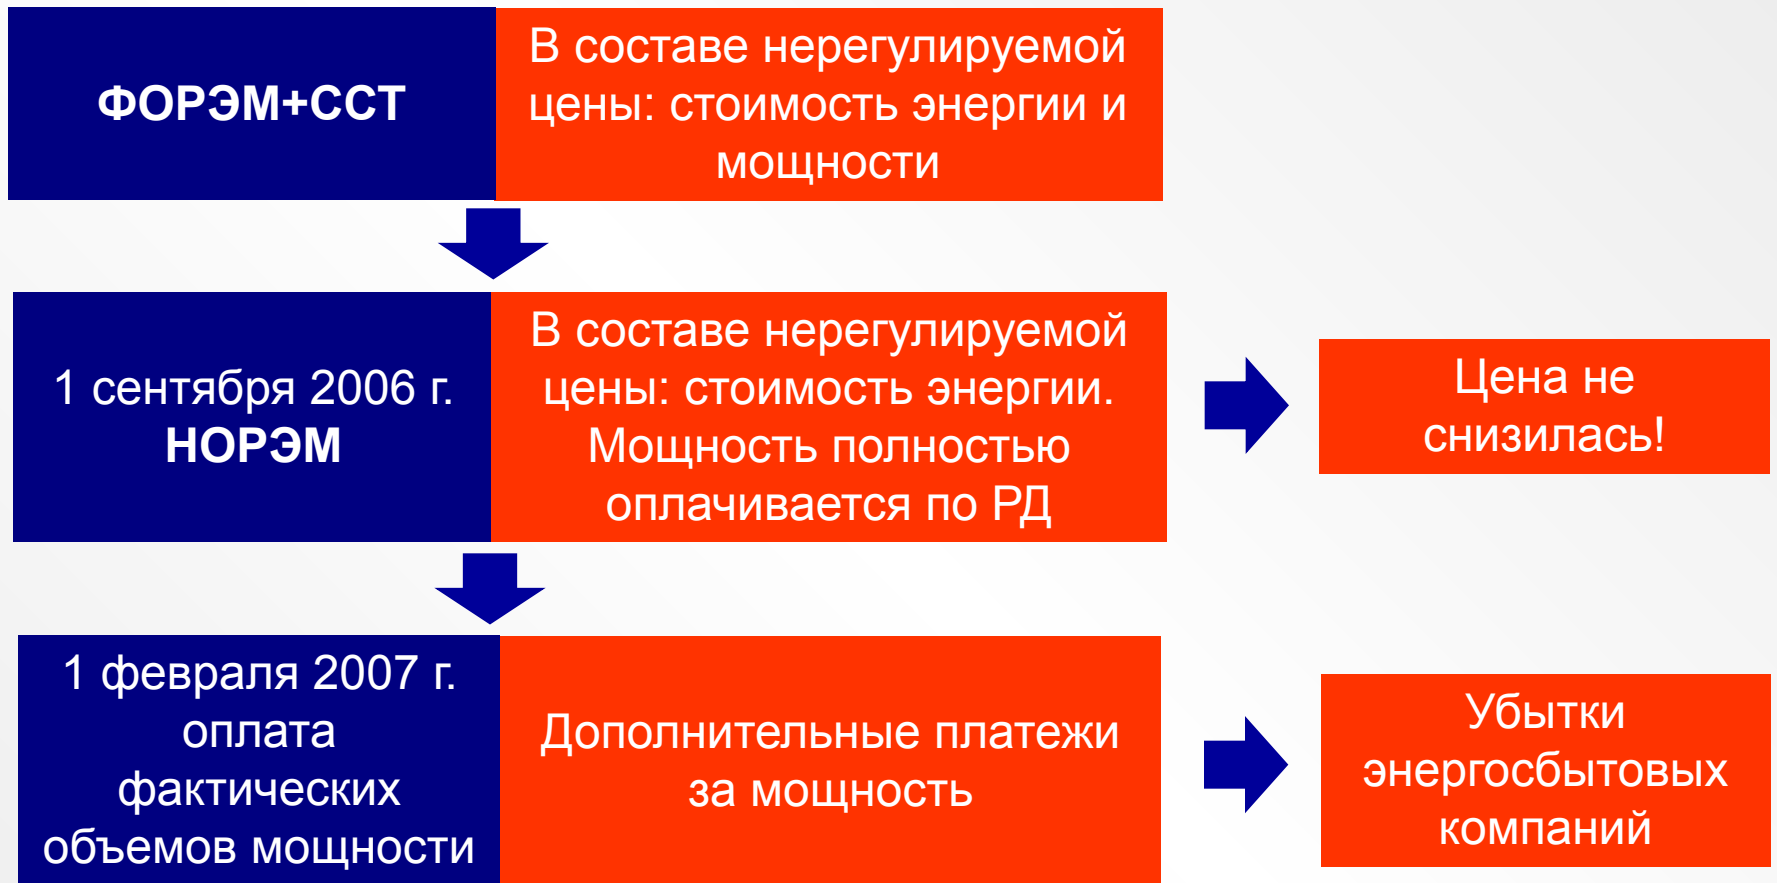 ФОРЭМ+ССТ
В составе нерегулируемой
цены: стоимость энергии и
мощности
1 сентября 2006 г.
НОРЭМ
В составе нерегулируемой
цены: стоимость энергии.
Мощность полностью
оплачивается по РД
Цена не
снизилась!
1 февраля 2007 г.
оплата
фактических
объемов мощности
Дополнительные платежи
за мощность
Убытки
энергосбытовых
компаний